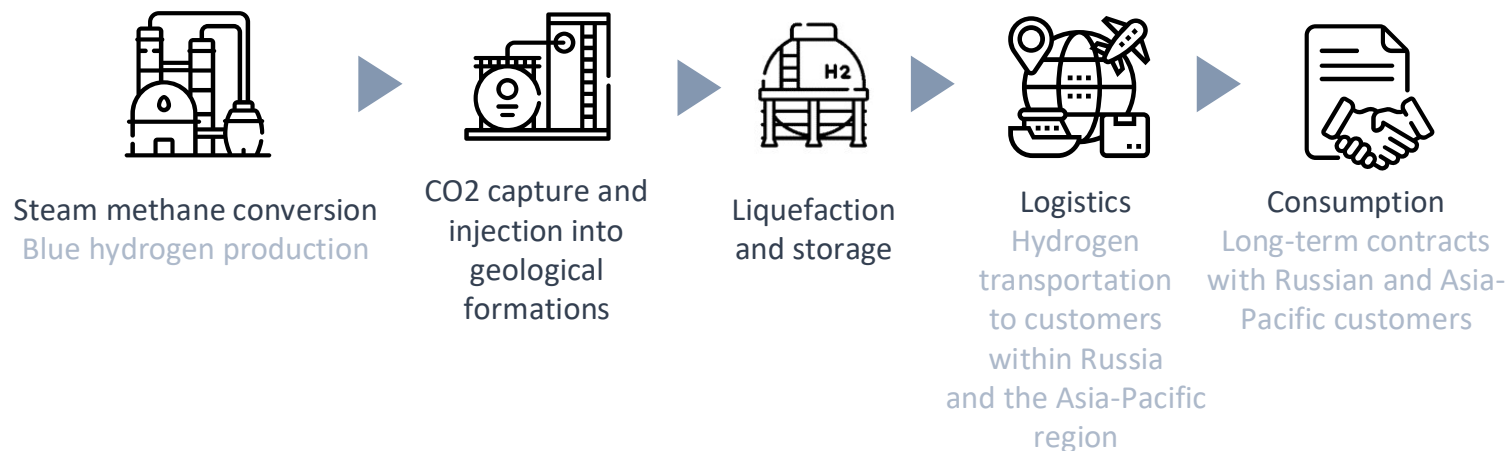 H2
Steam methane conversion
Blue hydrogen production
CO2 capture and
injection into
geological
formations
Liquefaction
and storage
Logistics
Hydrogen
transportation
to customers
within Russia
and the Asia-Pacific
region
Consumption
Long-term contracts
with Russian and Asia-
Pacific customers